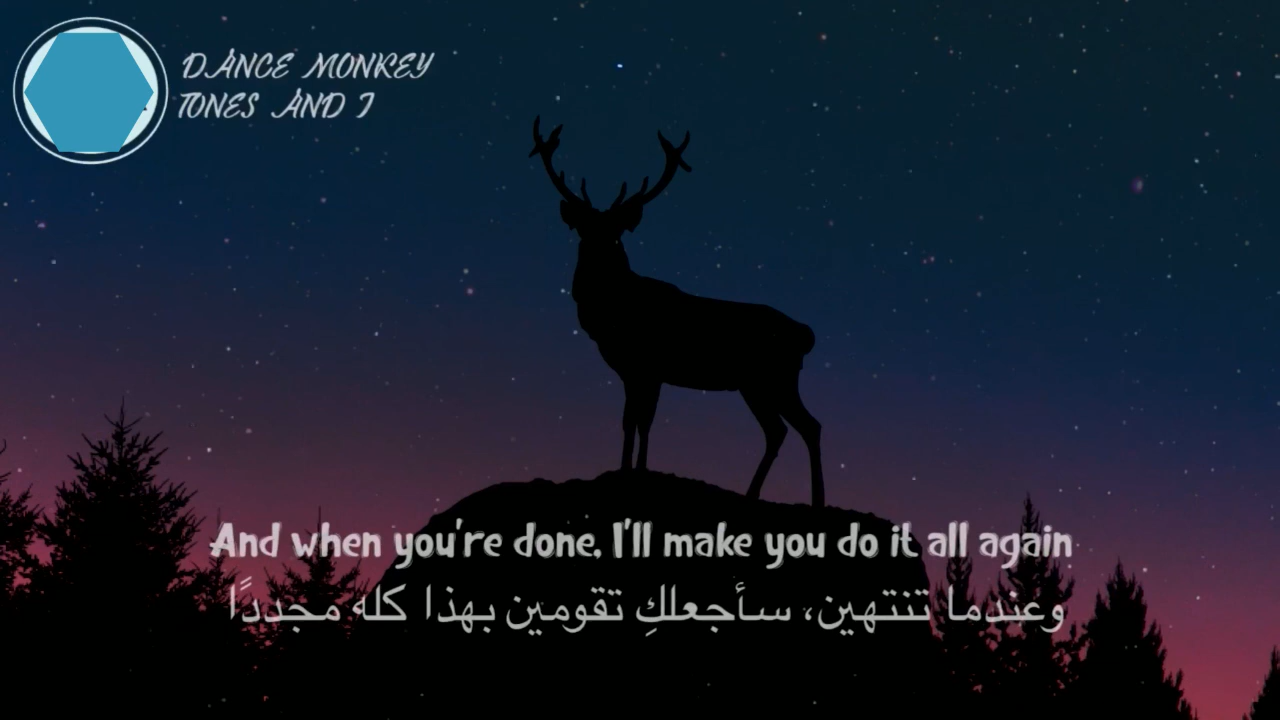 DANCE MONKEY
TONES AND I
And when you're done, I'll make you do it all again
وعندما تنتهين، سأجعلكِ تقومين بهذا كله مجددًا